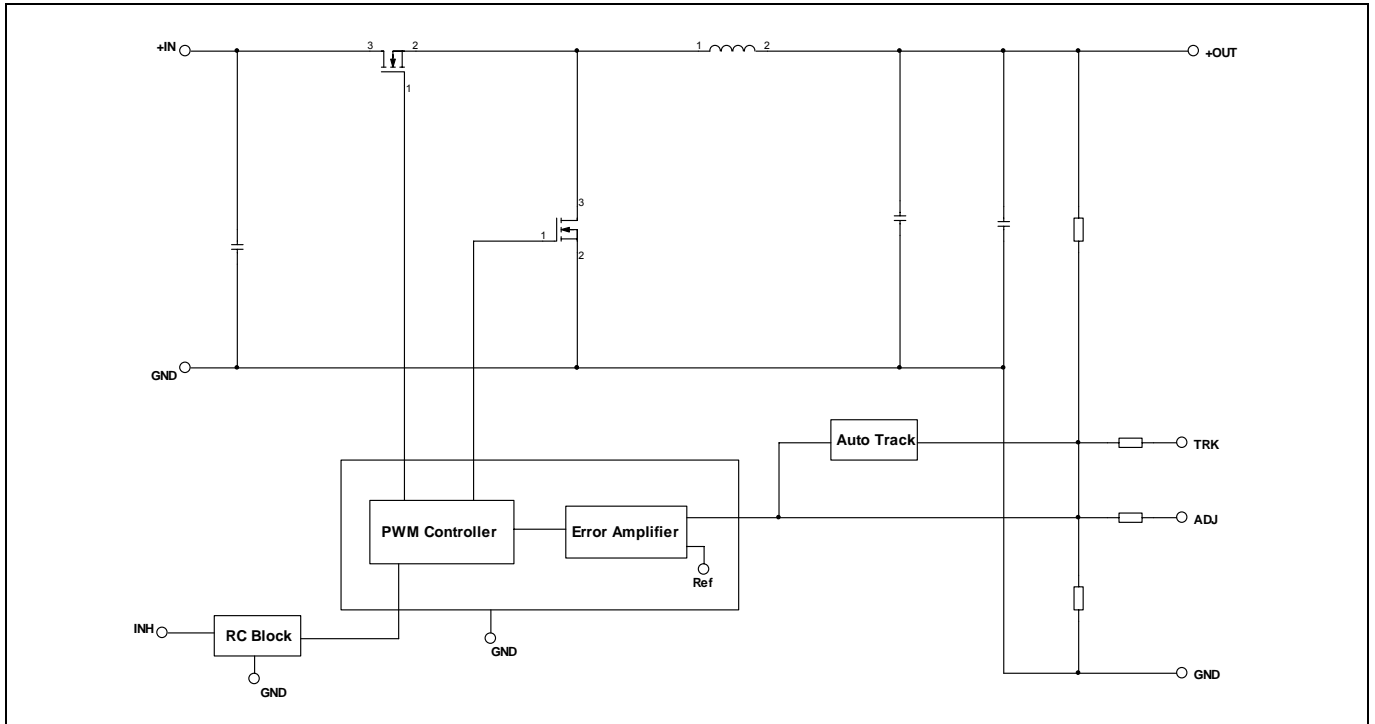 +IN
3
2
1
1
2
+OUT
3
1
2
GND
Auto Track
TRK
PWM Controller
Error Amplifier
ADJ
Ref
INH
RC Block
GND
GND
GND